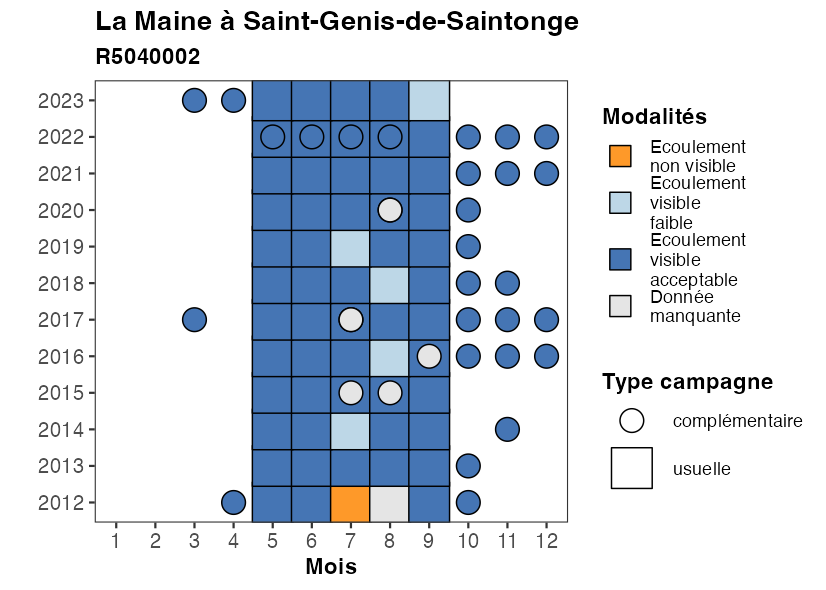 La Maine à Saint-Genis-de-Saintonge
R5040002
2023
2022
2021
2020
2019
2018
2017
2016
2015
2014
2013
2012
1 2 3 4 5 6 7 8 9 10 11 12
Mois
Modalités
Ecoulement
non visible
Ecoulement
visible
faible
Ecoulement
visible
acceptable
Donnée
manquante
Type campagne
complémentaire
usuelle